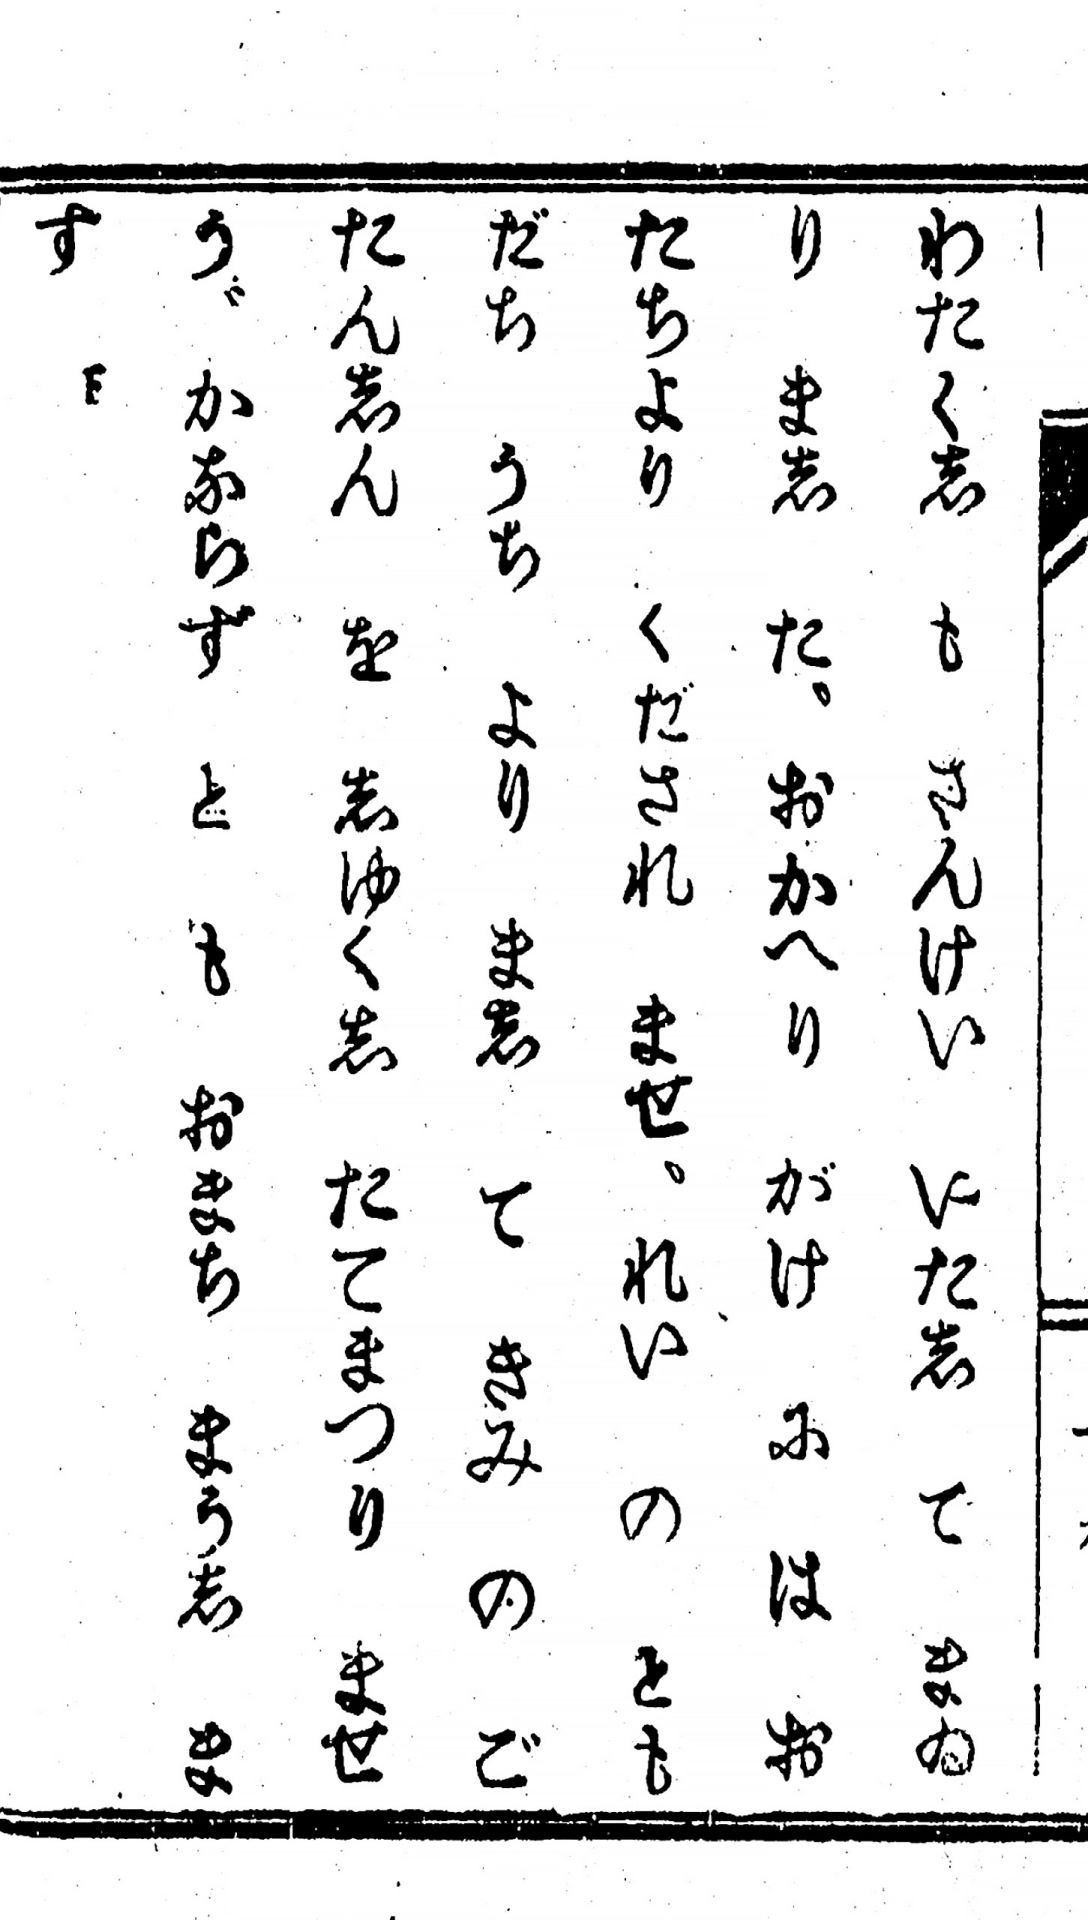 わたくし も さんけい いたし て まゐ
り まし た。おかへり がけ には お
たちより くだされ ませ。れい の とも
だち うち より まし て きみ の ご
たんしん を しゆくし たてまつり ませ
う゛ かならず と も おまち まうし ま
す